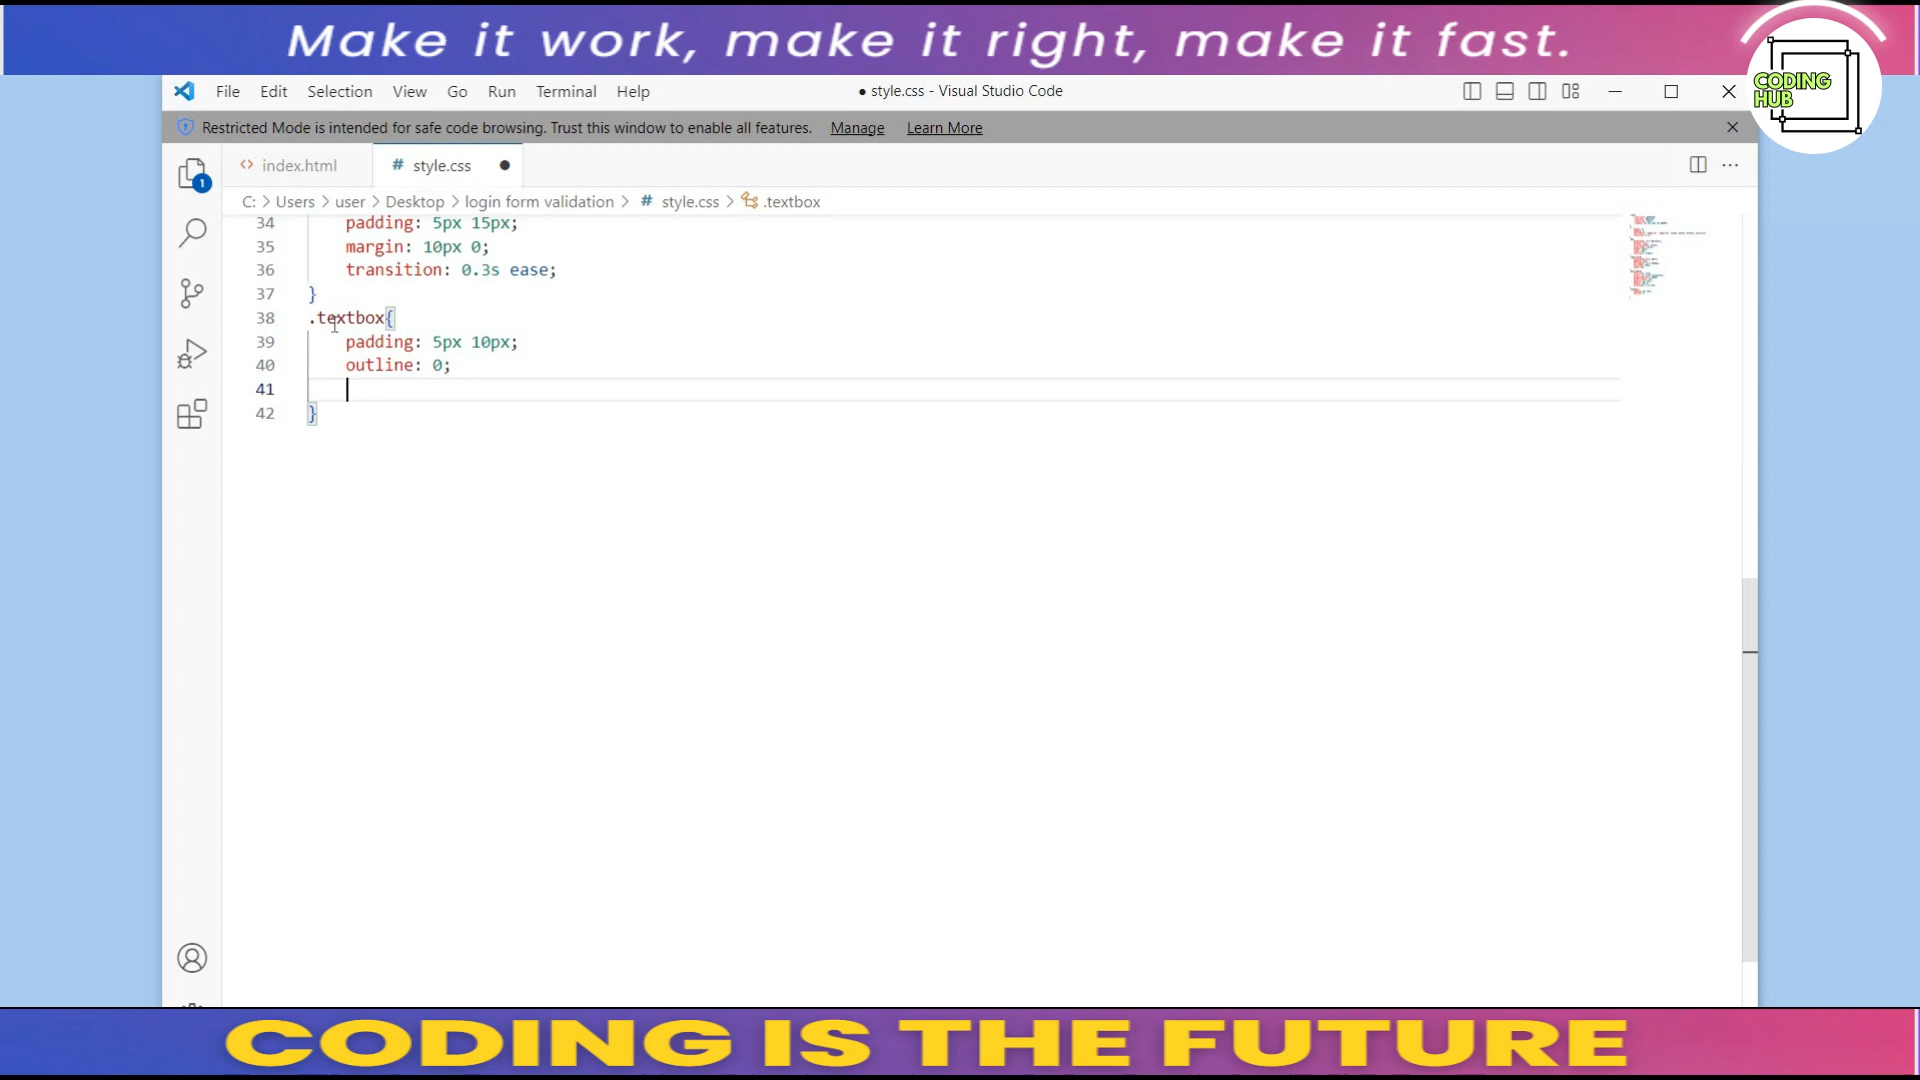 Make it work, make it right, make it fast.
CODING
HUB
File Edit Selection View Go Run Terminal Help
● style.css - Visual Studio Code
Restricted Mode is intended for safe code browsing. Trust this window to enable all features. Manage Learn More
<> index.html
# style.css ●
1
C: > Users > user > Desktop > login form validation > # style.css > .textbox
34 padding: 5px 15px;
35 margin: 10px 0;
36 transition: 0.3s ease;
37 }
38 .textbox{
39 padding: 5px 10px;
40 outline: 0;
41
42 }
CODING IS THE FUTURE